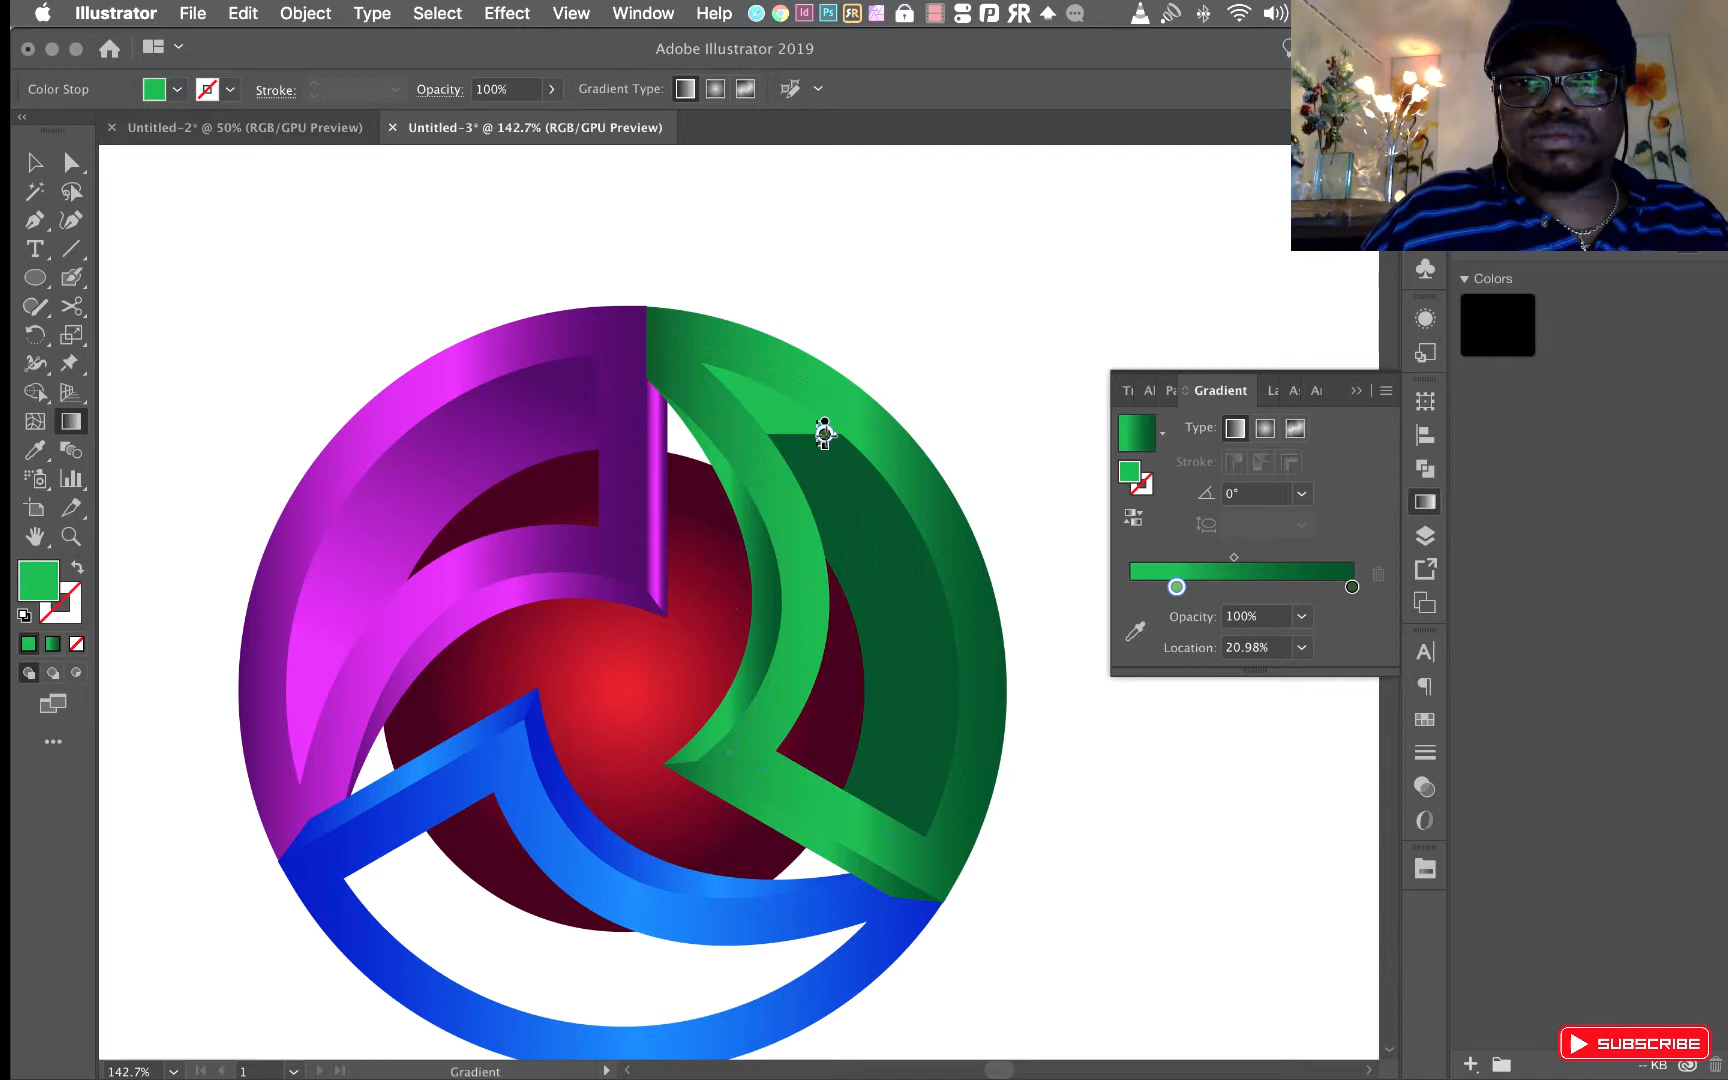 Illustrator File Edit Object Type Select Effect View Window Help
Adobe Illustrator 2019
Color Stop Stroke: Opacity: 100% Gradient Type:
Untitled-2* @ 50% (RGB/GPU Preview) Untitled-3* @ 142.7% (RGB/GPU Preview)
Colors
Gradient
Type:
Stroke:
0°
Opacity: 100%
Location: 20.98%
142.7% 1 Gradient
SUBSCRIBE
-- KB